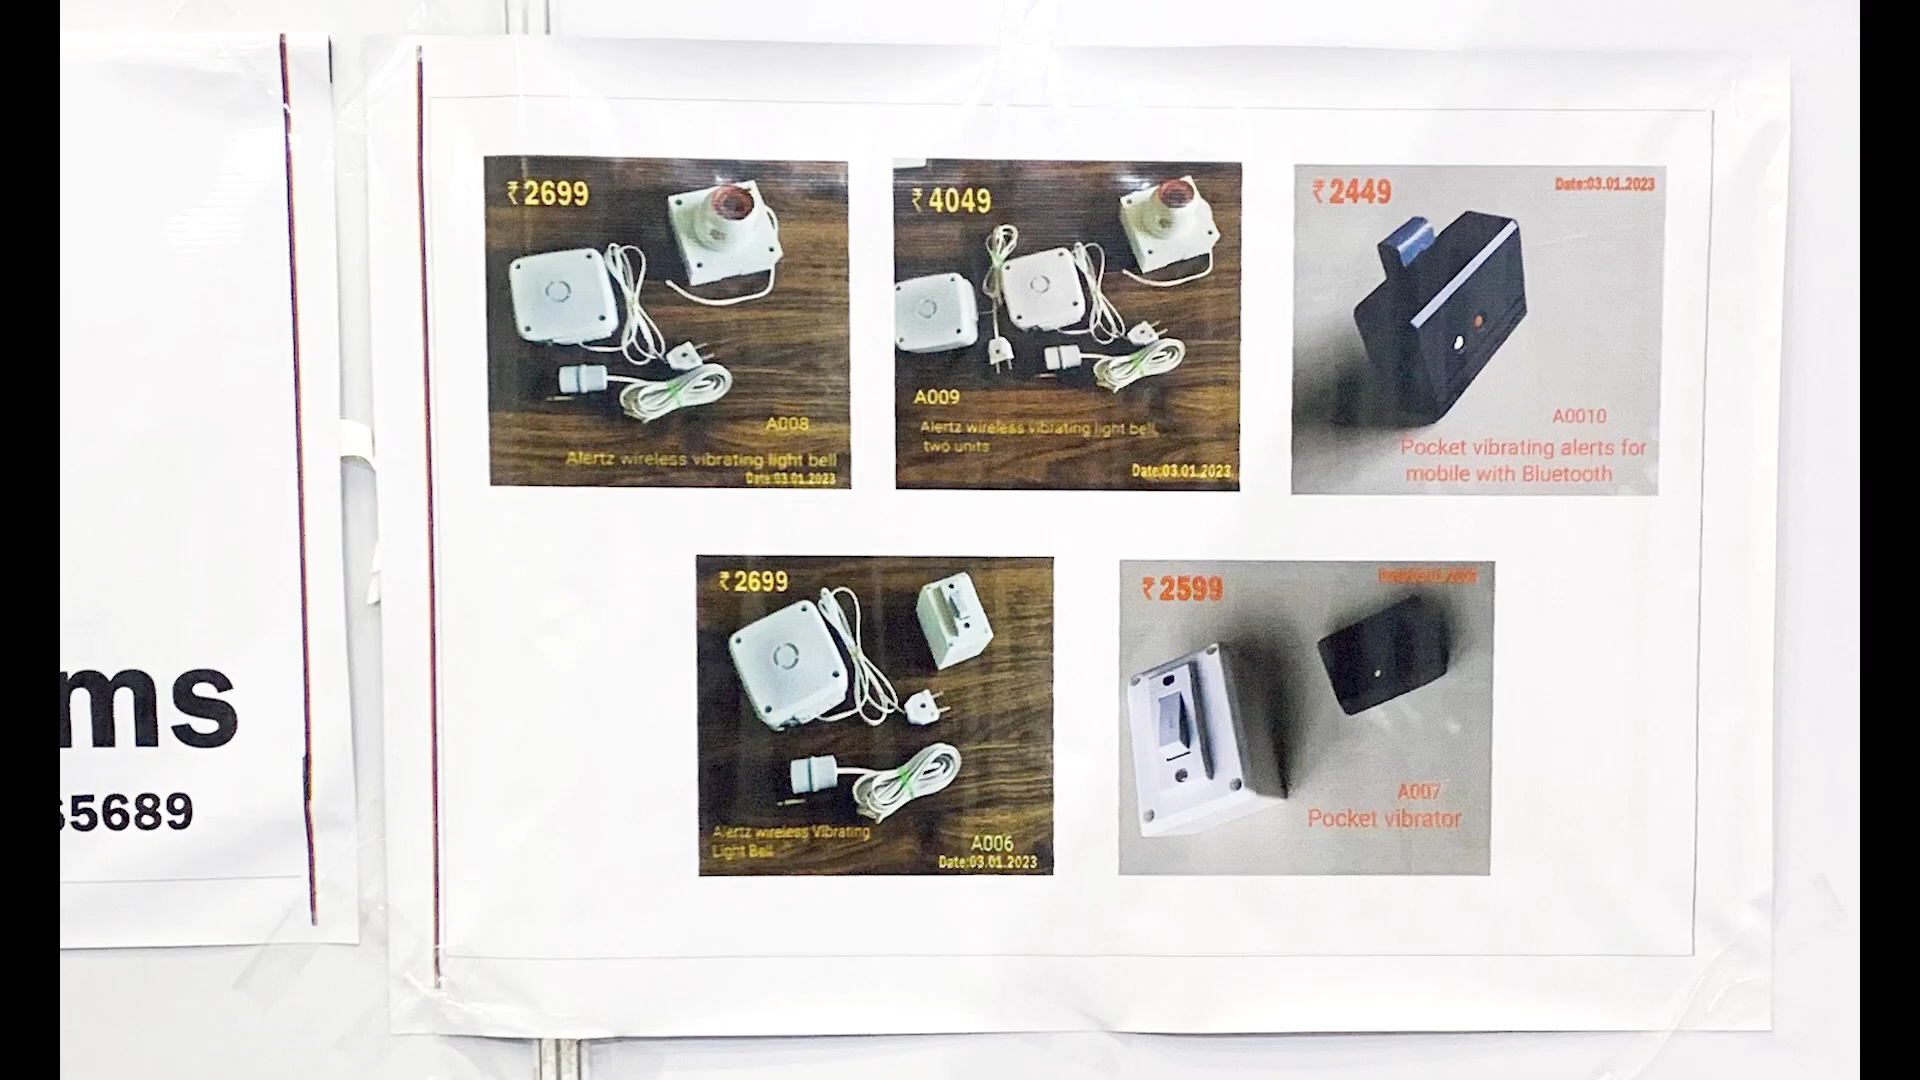 ms
65689
₹2699
A008
Alertz wireless vibrating light bell
Date:03.01.2023
₹4049
A009
Alertz wireless vibrating light bell
two units
Date:03.01.2023
₹2449
Date:03.01.2023
A0010
Pocket vibrating alerts for
mobile with Bluetooth
₹2699
Alertz wireless Vibrating
Light Bell
A006
Date:03.01.2023
₹2599
A007
Pocket vibrator